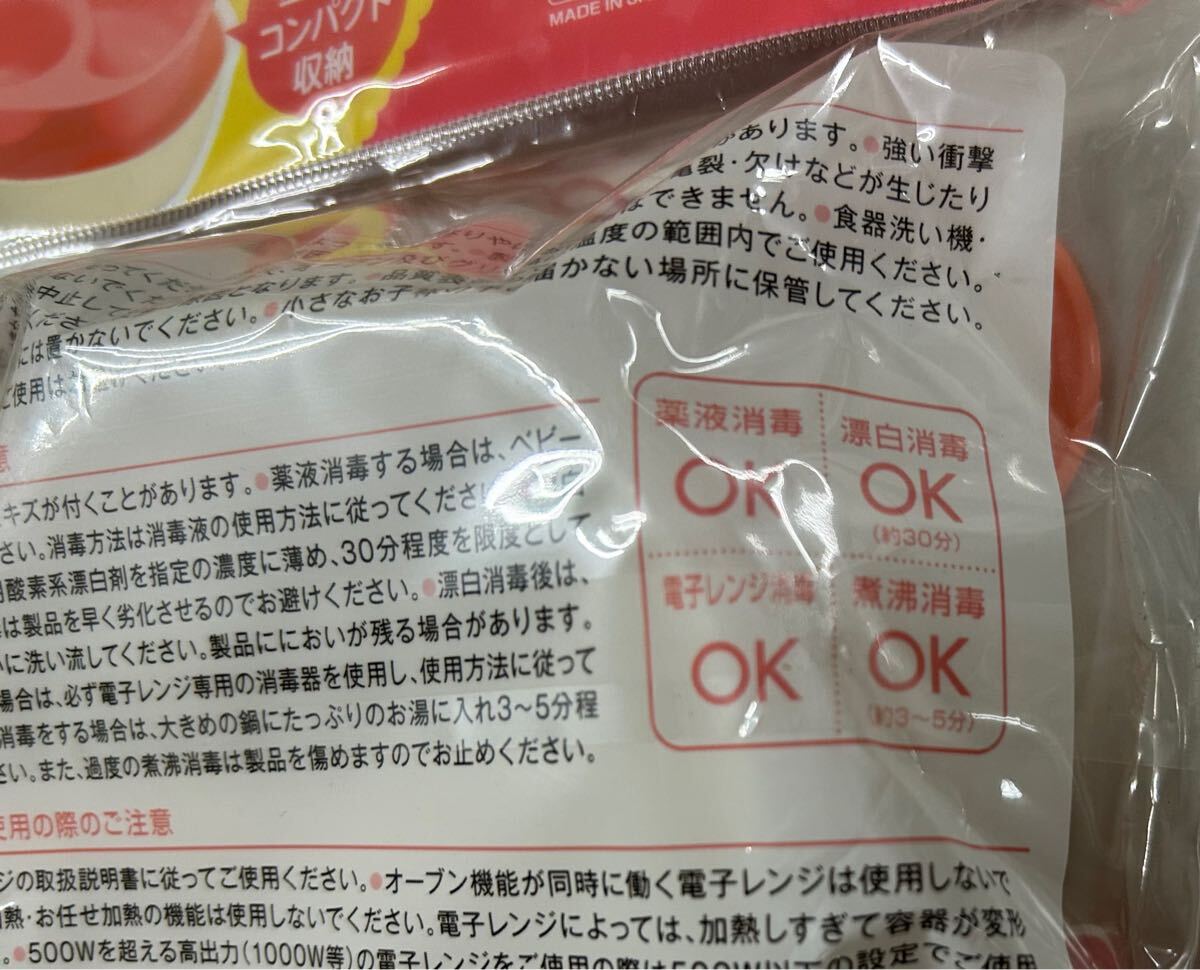 コンパクト
収納
MADE IN
があります。●強い衝撃
亀裂・欠けなどが生じたり
はできません。●食器洗い機・
温度の範囲内でご使用ください。
届かない場所に保管してください。
となります。
には置かないでください。●小さなお子様の
ご使用は
薬液消毒
OK
漂白消毒
OK
(約30分)
電子レンジ消毒
OK
煮沸消毒
OK
(約3〜5分)
キズが付くことがあります。●薬液消毒する場合は、ベビー
さい。消毒方法は消毒液の使用方法に従ってください
酸素系漂白剤を指定の濃度に薄め、30分程度を限度として
は製品を早く劣化させるのでお避けください。●漂白消毒後は、
に洗い流してください。製品ににおいが残る場合があります。
場合は、必ず電子レンジ専用の消毒器を使用し、使用方法に従って
消毒をする場合は、大きめの鍋にたっぷりのお湯に入れ3〜5分程
さい。また、過度の煮沸消毒は製品を傷めますのでお止めください。
使用の際のご注意
ジの取扱説明書に従ってご使用ください。●オーブン機能が同時に働く電子レンジは使用しないで
加熱・お任せ加熱の機能は使用しないでください。電子レンジによっては、加熱しすぎて容器が変形
。●500Wを超える高出力(1000W等)の電子レンジをご使用の際は500W以下の設定でご使用